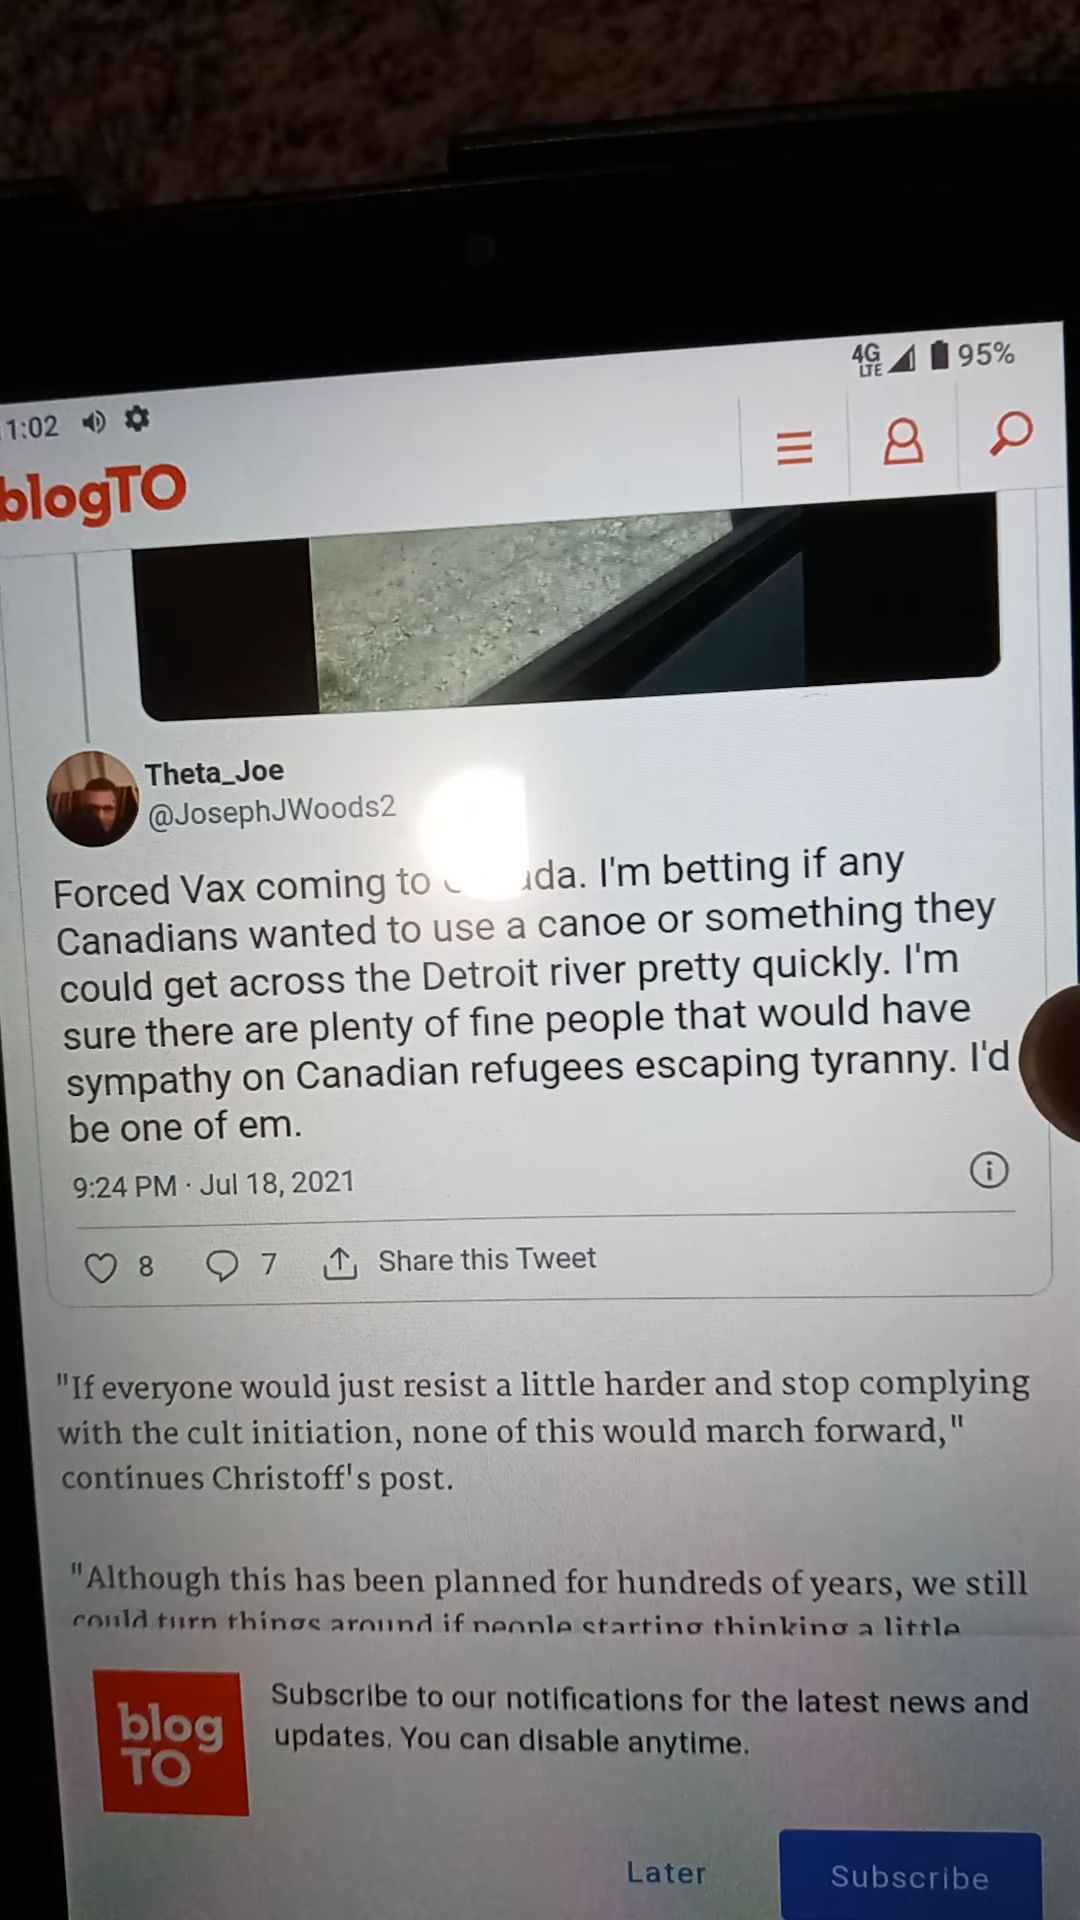 4G
LTE
95%
1:02
blogTO
Theta_Joe
@JosephJWoods2
Forced Vax coming to ada. I'm betting if any
Canadians wanted to use a canoe or something they
could get across the Detroit river pretty quickly. I'm
sure there are plenty of fine people that would have
sympathy on Canadian refugees escaping tyranny. I'd
be one of em.
9:24 PM · Jul 18, 2021
8 7 Share this Tweet
"If everyone would just resist a little harder and stop complying
with the cult initiation, none of this would march forward,"
continues Christoff's post.
"Although this has been planned for hundreds of years, we still
could turn things around if people starting thinking a little
blog
TO
Subscribe to our notifications for the latest news and
updates. You can disable anytime.
Later
Subscribe